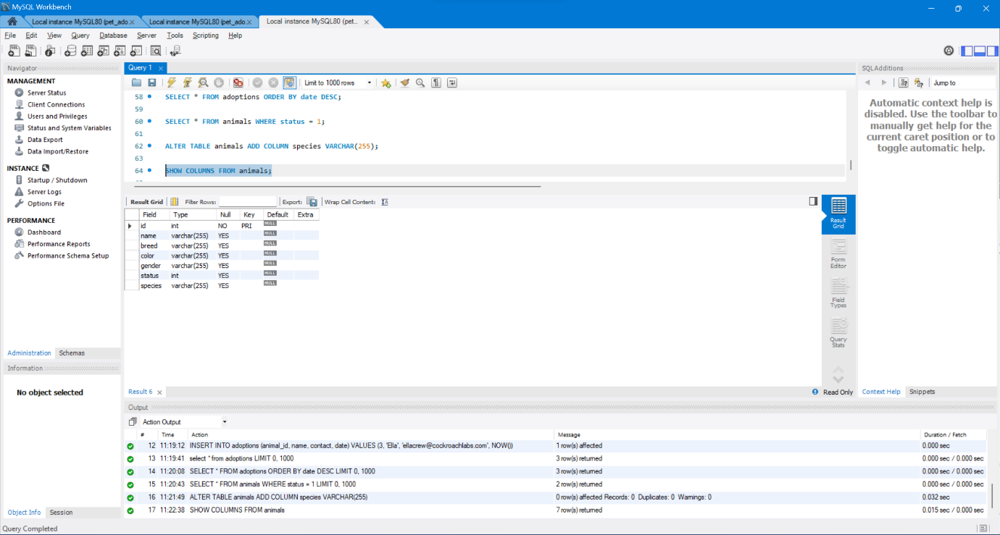 MySQL Workbench
Local instance MySQL80 (pet_ado.× Local instance MySQL80 (pet_ado.× Local instance MySQL80 (pet_.. ×
File Edit View Query Database Server Tools Scripting Help
Navigator
MANAGEMENT
Server Status
Client Connections
Users and Privileges
Status and System Variables
Data Export
Data Import/Restore
INSTANCE
Startup / Shutdown
Server Logs
Options File
PERFORMANCE
Dashboard
Performance Reports
Performance Schema Setup
Administration Schemas
Information
No object selected
Object Info Session
Query Completed
Query 1 ×
Limit to 1000 rows
58 SELECT * FROM adoptions ORDER BY date DESC;
59
60 SELECT * FROM animals WHERE status = 1;
61
62 ALTER TABLE animals ADD COLUMN species VARCHAR(255);
63
64 SHOW COLUMNS FROM animals;
Result Grid Filter Rows: Export: Wrap Cell Content:
Field Type Null Key Default Extra
id int NO PRI NULL
name varchar(255) YES NULL
breed varchar(255) YES NULL
color varchar(255) YES NULL
gender varchar(255) YES NULL
status int YES NULL
species varchar(255) YES NULL
Result Grid
Form Editor
Field Types
Query Stats
Result 6 ×
Read Only
SQLAdditions
Jump to
Automatic context help is
disabled. Use the toolbar to
manually get help for the
current caret position or to
toggle automatic help.
Context Help Snippets
Output
Action Output
# Time Action Message Duration / Fetch
12 11:19:12 INSERT INTO adoptions (animal_id, name, contact, date) VALUES (3, 'Ella', 'ellacrew@cockroachlabs.com', NOW()) 1 row(s) affected 0.000 sec
13 11:19:41 select * from adoptions LIMIT 0, 1000 3 row(s) returned 0.000 sec / 0.000 sec
14 11:20:08 SELECT * FROM adoptions ORDER BY date DESC LIMIT 0, 1000 3 row(s) returned 0.000 sec / 0.000 sec
15 11:20:43 SELECT * FROM animals WHERE status = 1 LIMIT 0, 1000 2 row(s) returned 0.000 sec / 0.000 sec
16 11:21:49 ALTER TABLE animals ADD COLUMN species VARCHAR(255) 0 row(s) affected Records: 0 Duplicates: 0 Warnings: 0 0.032 sec
17 11:22:38 SHOW COLUMNS FROM animals 7 row(s) returned 0.015 sec / 0.000 sec